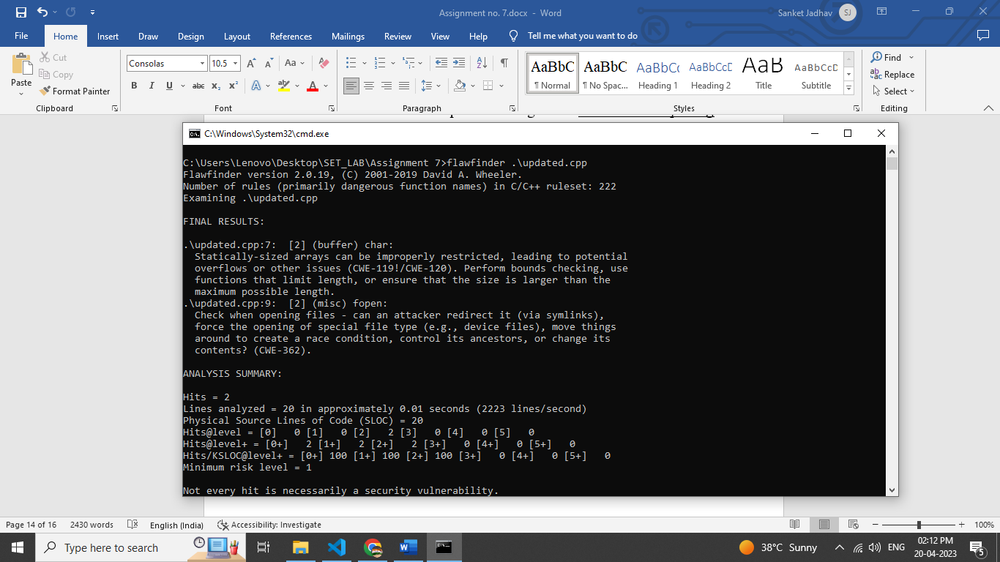 Assignment no. 7.docx - Word
Sanket Jadhav SJ
File Home Insert Draw Design Layout References Mailings Review View Help Tell me what you want to do
Paste
Cut
Copy
Format Painter
Clipboard
Consolas 10.5
Font
Paragraph
AaBbC AaBbC AaBbCc AaBbCcD AaB AaBbCcD
¶ Normal ¶ No Spac... Heading 1 Heading 2 Title Subtitle
Styles
Find
Replace
Select
Editing
C:\Windows\System32\cmd.exe
C:\Users\Lenovo\Desktop\SET_LAB\Assignment 7>flawfinder .\updated.cpp
Flawfinder version 2.0.19, (C) 2001-2019 David A. Wheeler.
Number of rules (primarily dangerous function names) in C/C++ ruleset: 222
Examining .\updated.cpp
FINAL RESULTS:
.\updated.cpp:7:  [2] (buffer) char:
Statically-sized arrays can be improperly restricted, leading to potential
overflows or other issues (CWE-119!/CWE-120). Perform bounds checking, use
functions that limit length, or ensure that the size is larger than the
maximum possible length.
.\updated.cpp:9:  [2] (misc) fopen:
Check when opening files - can an attacker redirect it (via symlinks),
force the opening of special file type (e.g., device files), move things
around to create a race condition, control its ancestors, or change its
contents? (CWE-362).
ANALYSIS SUMMARY:
Hits = 2
Lines analyzed = 20 in approximately 0.01 seconds (2223 lines/second)
Physical Source Lines of Code (SLOC) = 20
Hits@level = [0]   0 [1]   0 [2]   2 [3]   0 [4]   0 [5]   0
Hits@level+ = [0+]   2 [1+]   2 [2+]   2 [3+]   0 [4+]   0 [5+]   0
Hits/KSLOC@level+ = [0+] 100 [1+] 100 [2+] 100 [3+]   0 [4+]   0 [5+]   0
Minimum risk level = 1
Not every hit is necessarily a security vulnerability.
Page 14 of 16 2430 words English (India) Accessibility: Investigate 100%
Type here to search
38°C Sunny ENG
02:12 PM
20-04-2023
5